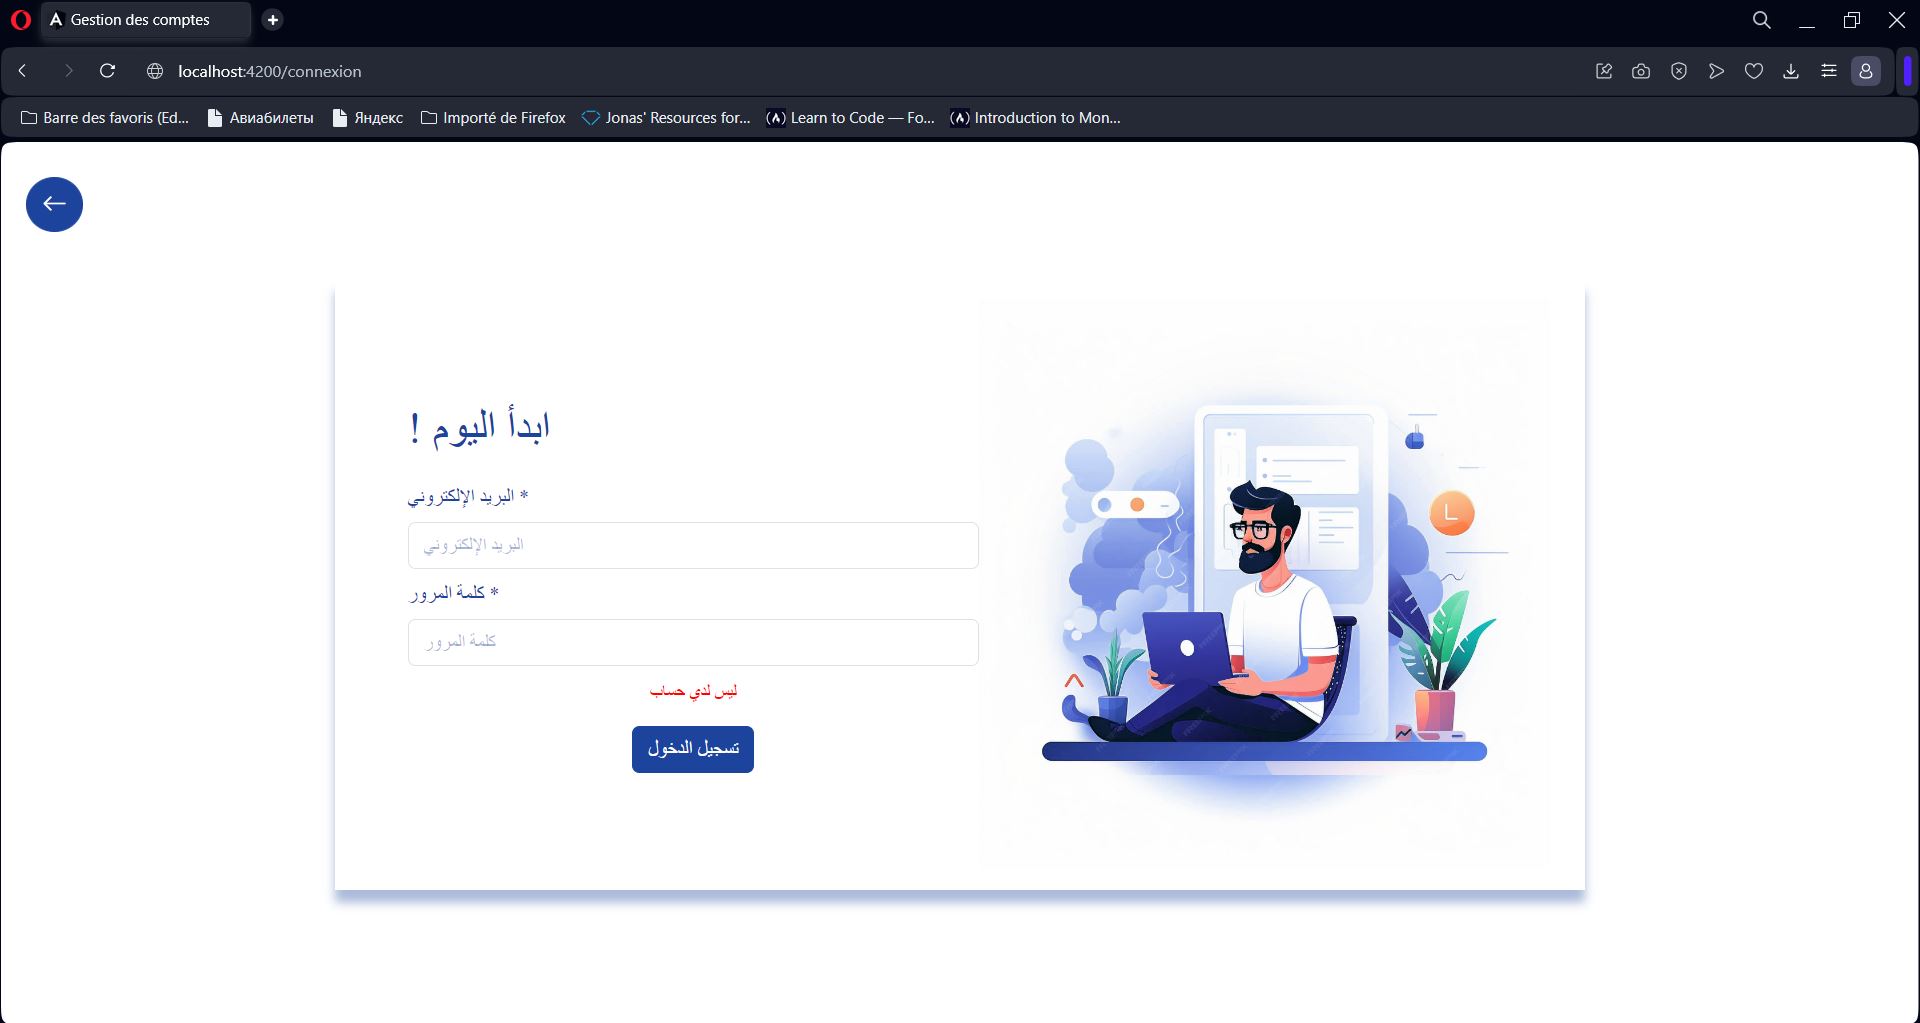 Gestion des comptes
localhost:4200/connexion
Barre des favoris (Ed... Авиабилеты Яндекс Importé de Firefox Jonas' Resources for... Learn to Code — Fo... Introduction to Mon...
ابدأ اليوم !
البريد الإلكتروني *
البريد الإلكتروني
كلمة المرور *
كلمة المرور
ليس لدي حساب
تسجيل الدخول